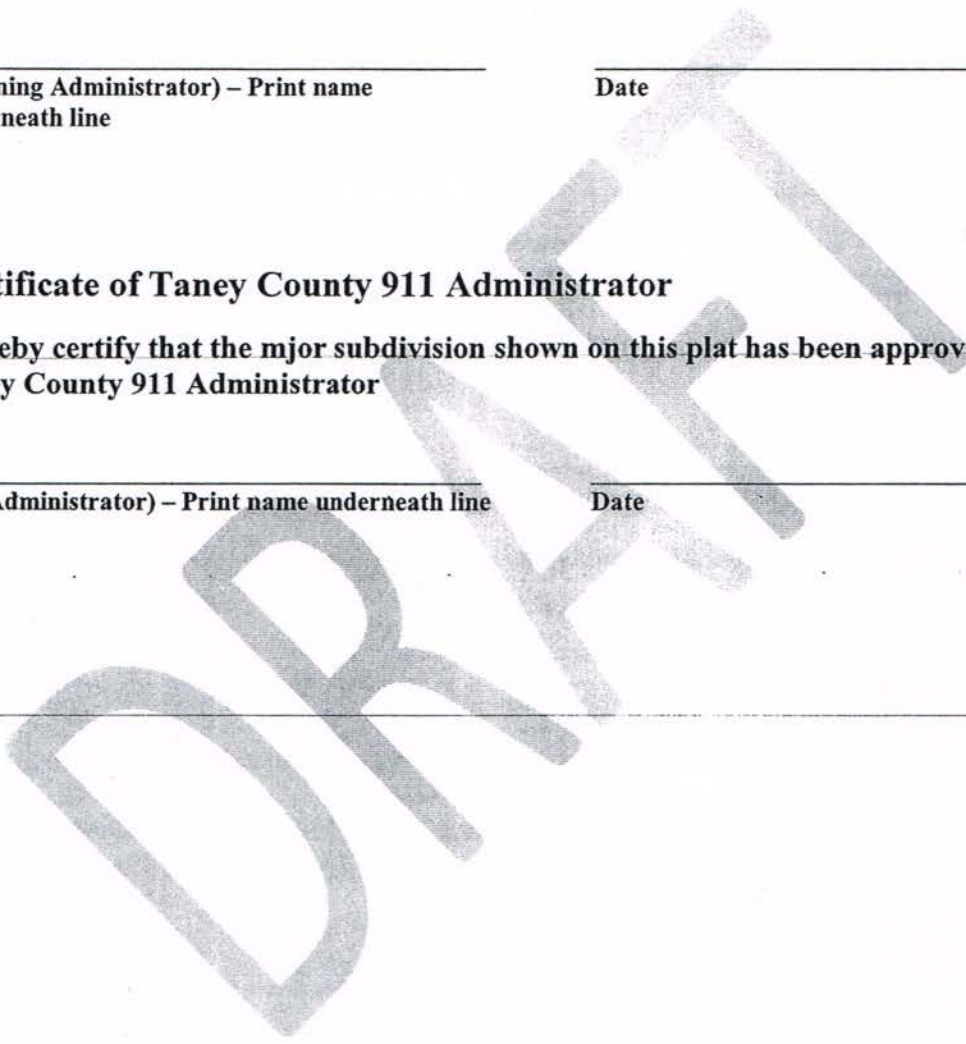 ning Administrator) – Print name
Date
neath line
tificate of Taney County 911 Administrator
eby certify that the mjor subdivision shown on this plat has been approv
y County 911 Administrator
Administrator) – Print name underneath line
Date
DRAFT